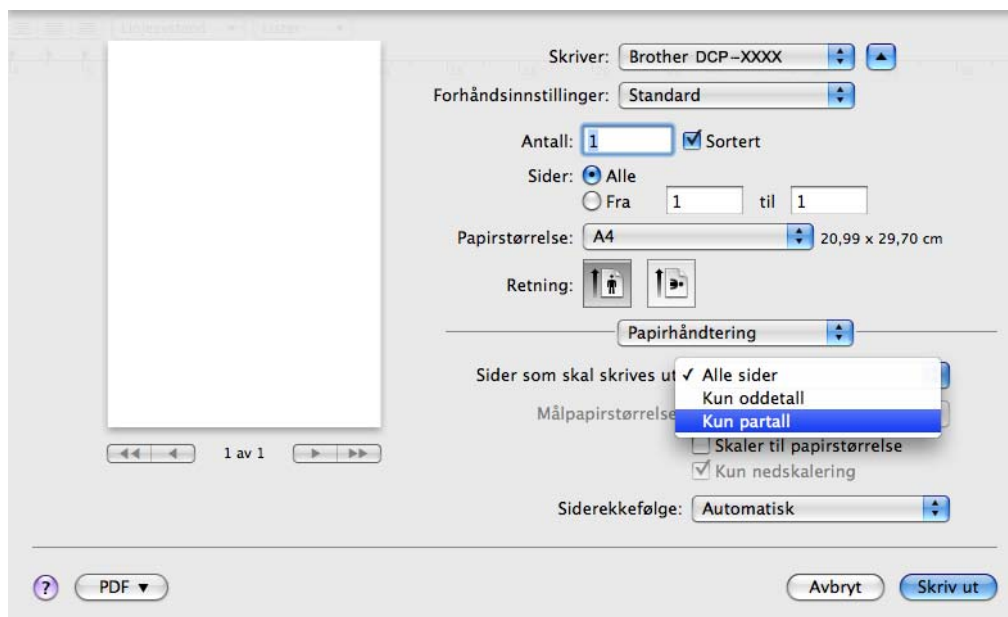 Skriver: Brother DCP-XXXX
Forhåndsinnstillinger: Standard
Antall: 1 Sortert
Sider: Alle
Fra 1 til 1
Papirstørrelse: A4 20,99 x 29,70 cm
Retning:
Papirhåndtering
Sider som skal skrives ut Alle sider
Kun oddetall
Målpapirstørrelse Kun partall
Skaler til papirstørrelse
1 av 1
Kun nedskalering
Siderekkefølge: Automatisk
? PDF Avbryt Skriv ut